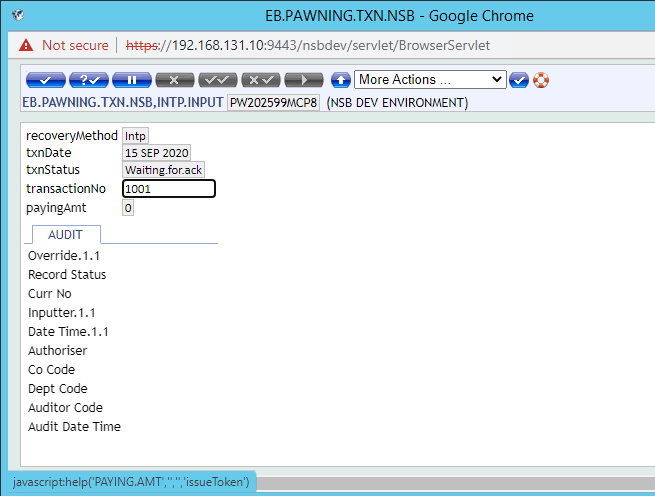 EB.PAWNING.TXN.NSB - Google Chrome
Not secure https://192.168.131.10:9443/nsbdev/servlet/BrowserServlet
More Actions ...
EB.PAWNING.TXN.NSB,INTP.INPUT PW202599MCP8 (NSB DEV ENVIRONMENT)
recoveryMethod Intp
txnDate 15 SEP 2020
txnStatus Waiting.for.ack
transactionNo 1001
payingAmt 0
AUDIT
Override.1.1
Record Status
Curr No
Inputter.1.1
Date Time.1.1
Authoriser
Co Code
Dept Code
Auditor Code
Audit Date Time
javascript:help('PAYING.AMT','','','issueToken')